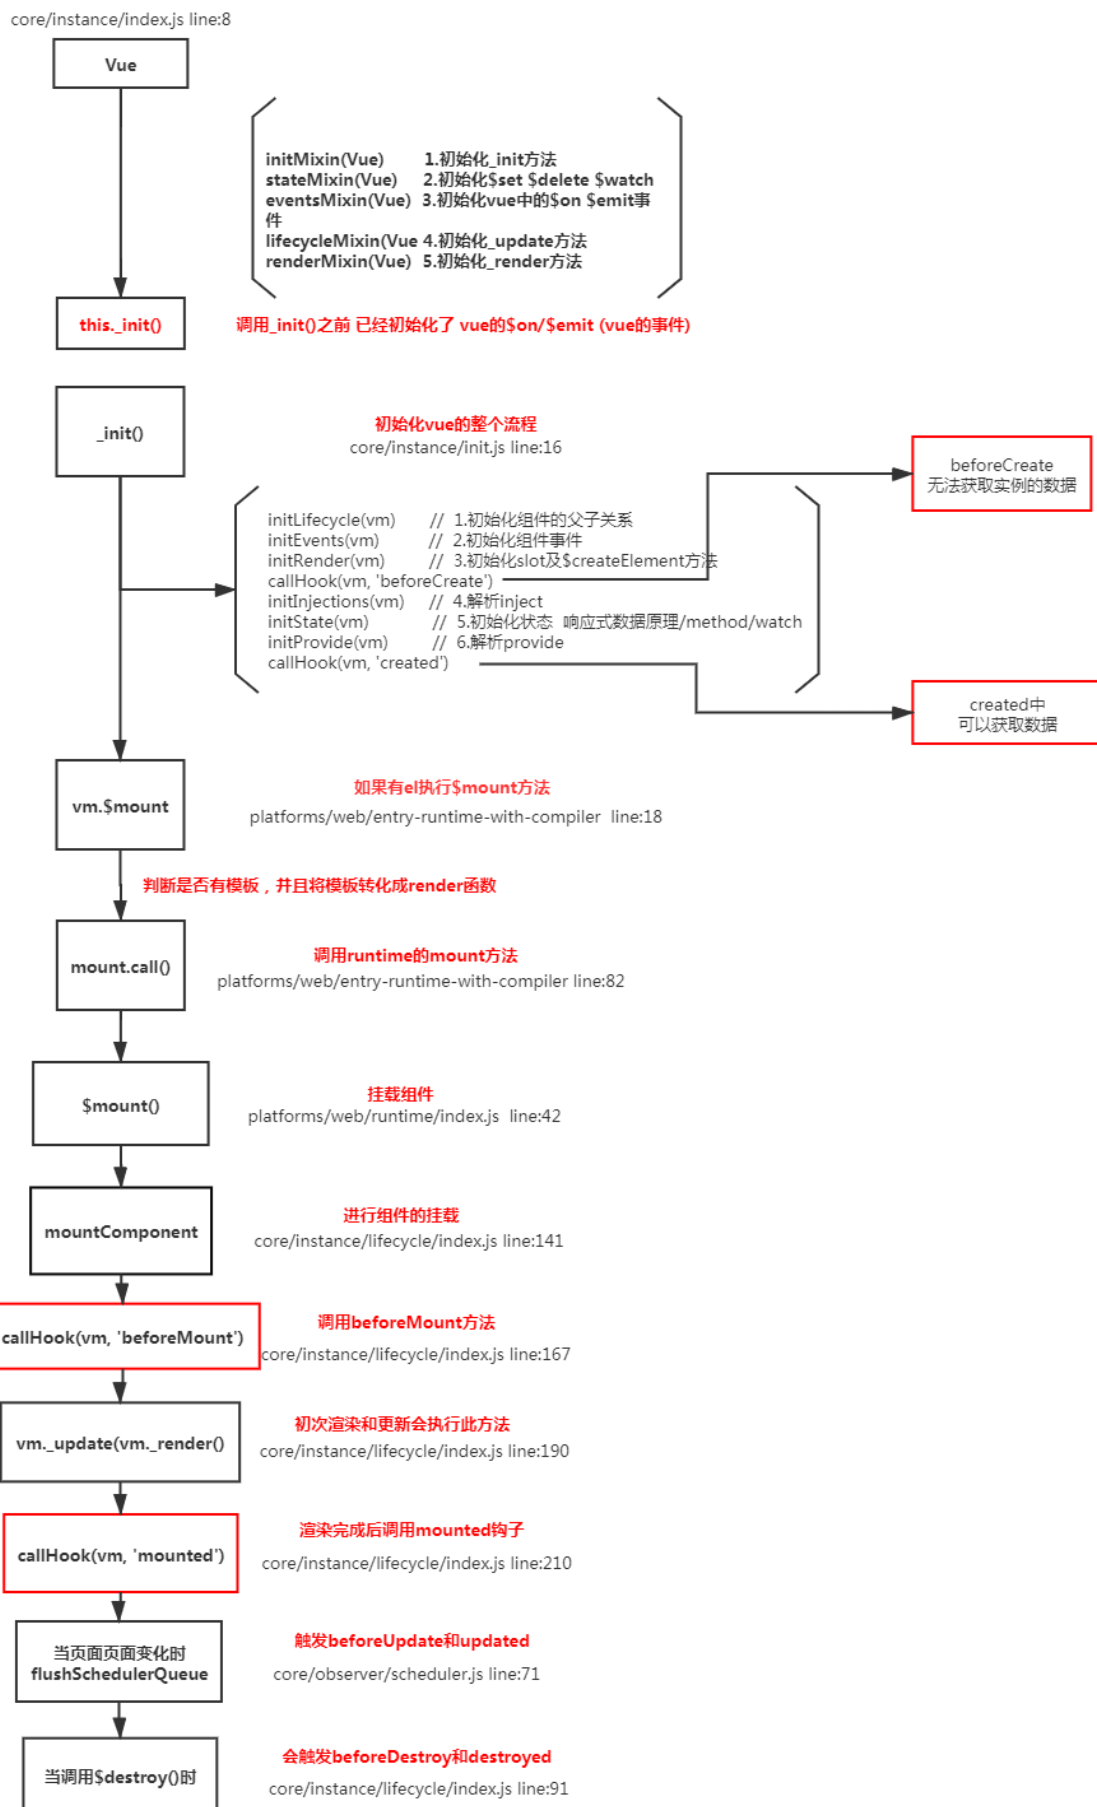 core/instance/index.js line:8
Vue
initMixin(Vue) 1.初始化_init方法
stateMixin(Vue) 2.初始化$set $delete $watch
eventsMixin(Vue) 3.初始化vue中的$on $emit事
件
lifecycleMixin(Vue 4.初始化_update方法
renderMixin(Vue) 5.初始化_render方法
this._init()
调用_init()之前 已经初始化了 vue的$on/$emit (vue的事件)
_init()
初始化vue的整个流程
core/instance/init.js line:16
beforeCreate
无法获取实例的数据
initLifecycle(vm) // 1.初始化组件的父子关系
initEvents(vm) // 2.初始化组件事件
initRender(vm) // 3.初始化slot及$createElement方法
callHook(vm, 'beforeCreate')
initInjections(vm) // 4.解析inject
initState(vm) // 5.初始化状态 响应式数据原理/method/watch
initProvide(vm) // 6.解析provide
callHook(vm, 'created')
created中
可以获取数据
vm.$mount
如果有el执行$mount方法
platforms/web/entry-runtime-with-compiler line:18
判断是否有模板，并且将模板转化成render函数
mount.call()
调用runtime的mount方法
platforms/web/entry-runtime-with-compiler line:82
$mount()
挂载组件
platforms/web/runtime/index.js line:42
mountComponent
进行组件的挂载
core/instance/lifecycle/index.js line:141
callHook(vm, 'beforeMount')
调用beforeMount方法
core/instance/lifecycle/index.js line:167
vm._update(vm._render()
初次渲染和更新会执行此方法
core/instance/lifecycle/index.js line:190
callHook(vm, 'mounted')
渲染完成后调用mounted钩子
core/instance/lifecycle/index.js line:210
当页面页面变化时
flushSchedulerQueue
触发beforeUpdate和updated
core/observer/scheduler.js line:71
当调用$destroy()时
会触发beforeDestroy和destroyed
core/instance/lifecycle/index.js line:91